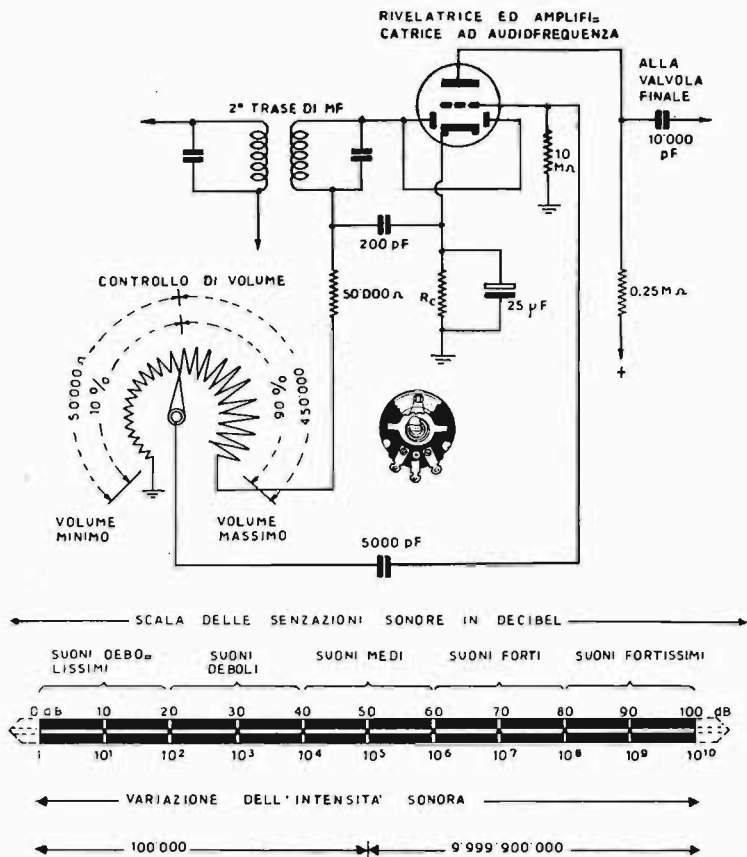 RIVELATRICE ED AMPLIFI=
CATRICE AD AUDIOFREQUENZA
ALLA
VALVOLA
FINALE
2° TRASF DI MF
10
MΩ
10'000
pF
200 pF
CONTROLLO DI VOLUME
50'000 Ω
Rc
25 µF
0.25 MΩ
+
50'000 Ω
10 %
90 %
450'000
VOLUME
MINIMO
VOLUME
MASSIMO
5000 pF
SCALA DELLE SENZAZIONI SONORE IN DECIBEL
SUONI DEBO=
LISSIMI
SUONI
DEBOLI
SUONI MEDI
SUONI FORTI
SUONI FORTISSIMI
0 dB 10 20 30 40 50 60 70 80 90 100 dB
1 10¹ 10² 10³ 10⁴ 10⁵ 10⁶ 10⁷ 10⁸ 10⁹ 10¹⁰
VARIAZIONE DELL'INTENSITA' SONORA
100'000 9'999'900'000